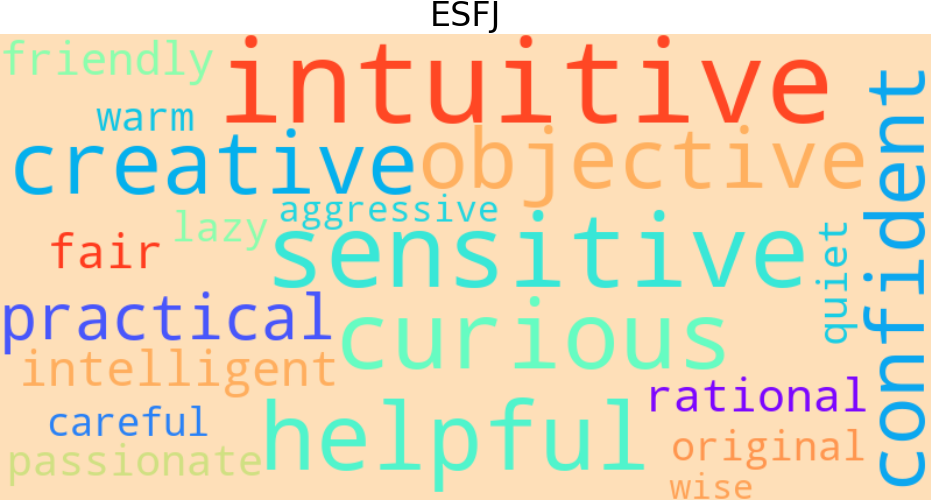 ESFJ
friendly
intuitive
warm
creative
objective
confident
aggressive
lazy
fair
sensitive
quiet
practical
curious
intelligent
rational
careful
helpful
original
passionate
wise